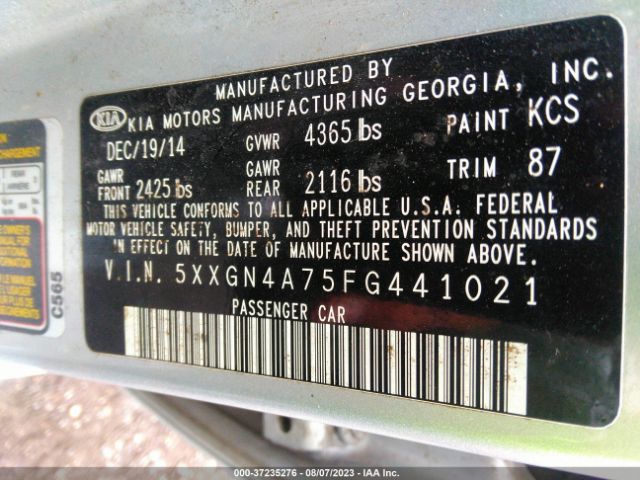 MANUFACTURED BY
KIA KIA MOTORS MANUFACTURING GEORGIA, INC.
DEC/19/14 GVWR 4365 lbs PAINT KCS
GAWR FRONT 2425 lbs GAWR REAR 2116 lbs TRIM 87
THIS VEHICLE CONFORMS TO ALL APPLICABLE U.S.A. FEDERAL
MOTOR VEHICLE SAFETY, BUMPER, AND THEFT PREVENTION STANDARDS
IN EFFECT ON THE DATE OF MANUFACTURE SHOWN ABOVE.
V.I.N. 5XXGN4A75FG441021
PASSENGER CAR
C565
000-37235276 - 08/07/2023 - IAA Inc.